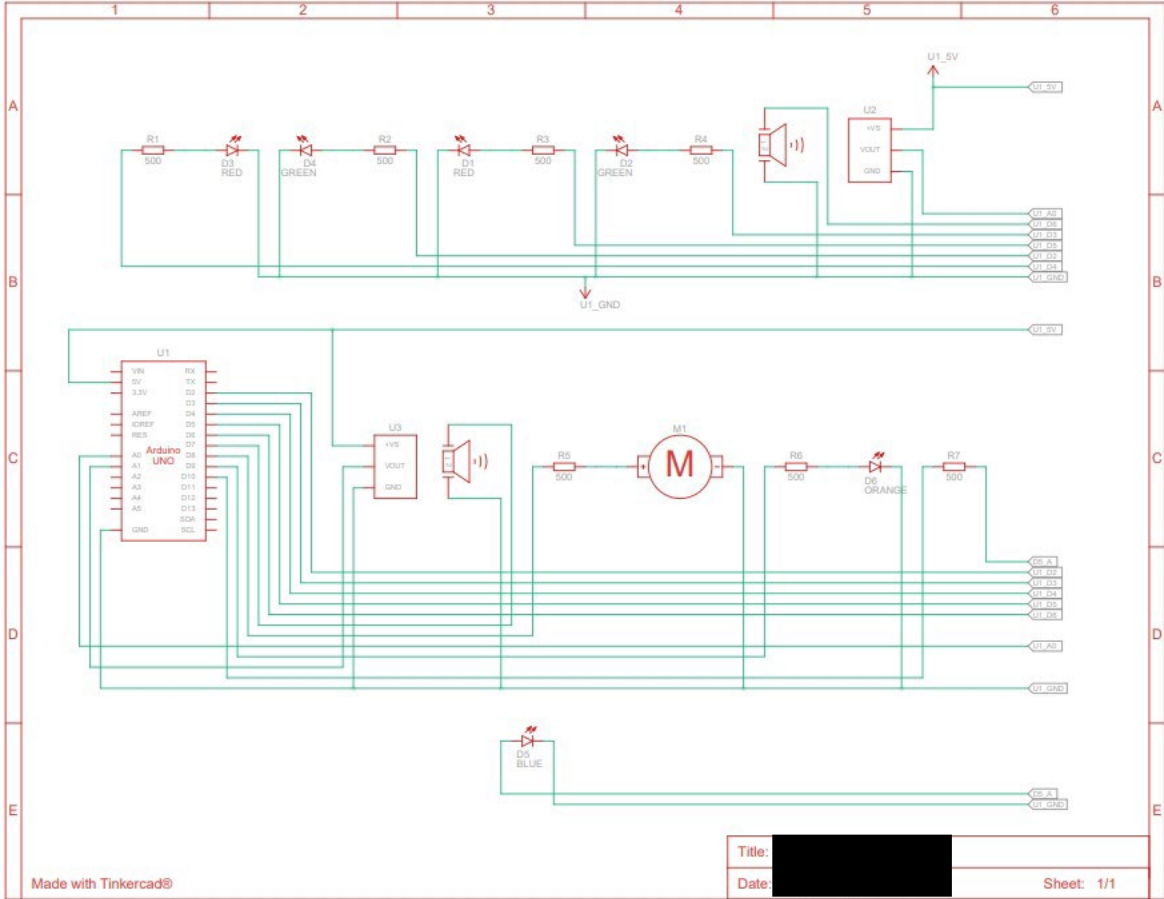 1 2 3 4 5 6
A A
B B
C C
D D
E E
U1_5V
U1_5V
R1
500
D3
RED
D4
GREEN
R2
500
D1
RED
R3
500
D2
GREEN
R4
500
U2
+VS
VOUT
GND
U1_A0
U1_D6
U1_D3
U1_D5
U1_D2
U1_D4
U1_GND
U1_GND
U1_5V
U1
VIN RX
5V TX
3.3V D2
D3
AREF D4
IOREF D5
RES D6
D7
A0 D8
A1 D9
A2 D10
A3 D11
A4 D12
A5 D13
SDA
GND SCL
Arduino
UNO
U3
+VS
VOUT
GND
R5
500
M1
M
+ -
R6
500
D6
ORANGE
R7
500
D5_A
U1_D2
U1_D3
U1_D4
U1_D5
U1_D6
U1_A0
U1_GND
D5
BLUE
D5_A
U1_GND
Title:
Made with Tinkercad®
Date:
Sheet: 1/1